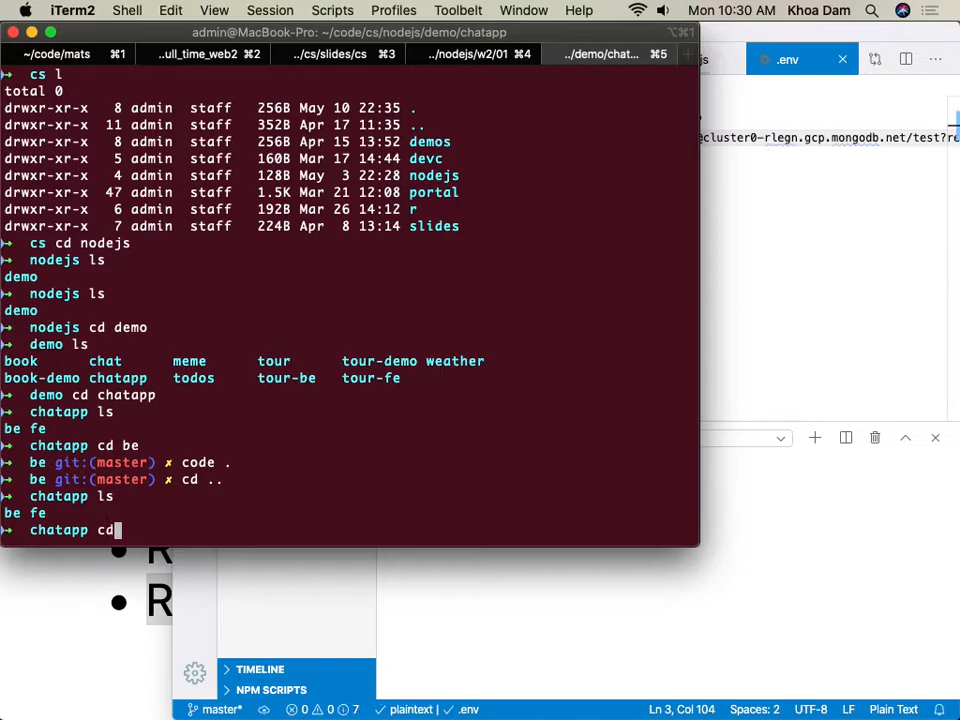 iTerm2 Shell Edit View Session Scripts Profiles Toolbelt Window Help Mon 10:30 AM Khoa Dam
admin@MacBook-Pro: ~/code/cs/nodejs/demo/chatapp ⌥⌘1
~/code/mats ⌘1 ..ull_time_web2 ⌘2 ../cs/slides/cs ⌘3 ../nodejs/w2/01 ⌘4 ../demo/chat... ⌘5
js .env
cluster0-rlegn.gcp.mongodb.net/test?re
➜ cs l
total 0
drwxr-xr-x 8 admin staff 256B May 10 22:35 .
drwxr-xr-x 11 admin staff 352B Apr 17 11:35 ..
drwxr-xr-x 8 admin staff 256B Apr 15 13:52 demos
drwxr-xr-x 5 admin staff 160B Mar 17 14:44 devc
drwxr-xr-x 4 admin staff 128B May 3 22:28 nodejs
drwxr-xr-x 47 admin staff 1.5K Mar 21 12:08 portal
drwxr-xr-x 6 admin staff 192B Mar 26 14:12 r
drwxr-xr-x 7 admin staff 224B Apr 8 13:14 slides
➜ cs cd nodejs
➜ nodejs ls
demo
➜ nodejs ls
demo
➜ nodejs cd demo
➜ demo ls
book chat meme tour tour-demo weather
book-demo chatapp todos tour-be tour-fe
➜ demo cd chatapp
➜ chatapp ls
be fe
➜ chatapp cd be
➜ be git:(master) ✗ code .
➜ be git:(master) ✗ cd ..
➜ chatapp ls
be fe
➜ chatapp cd
• R
• R
TIMELINE
NPM SCRIPTS
master* 0 0 7 plaintext .env Ln 3, Col 104 Spaces: 2 UTF-8 LF Plain Text